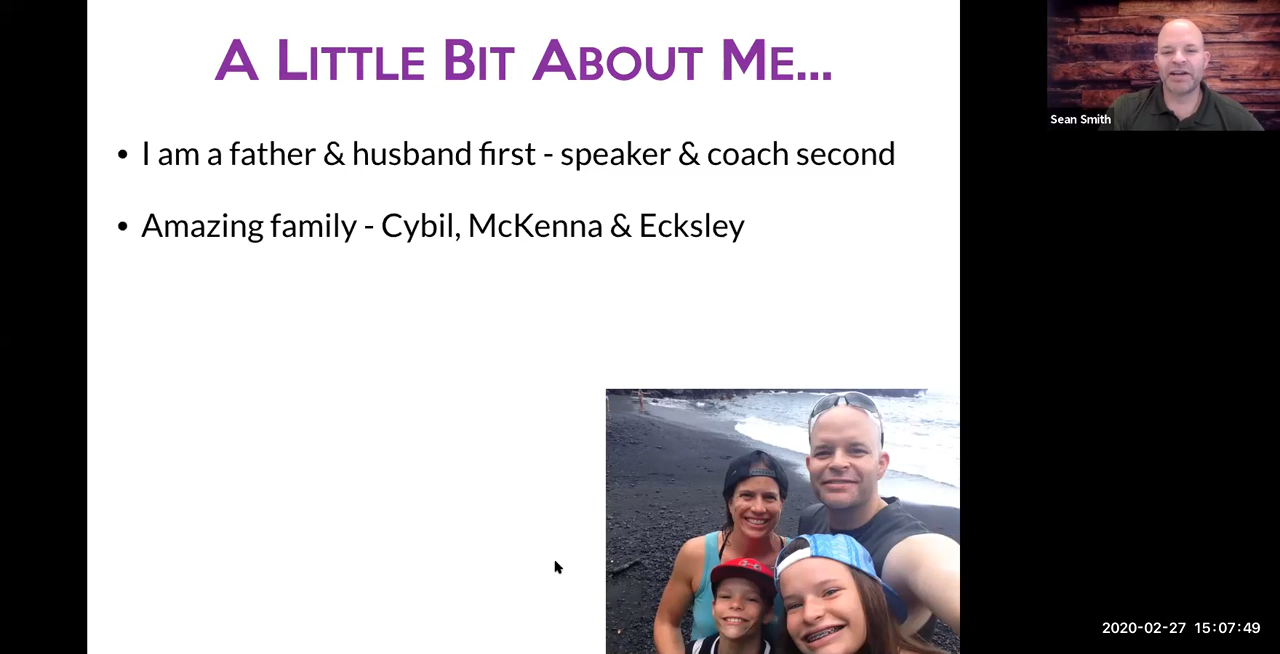 A Little Bit About Me...
• I am a father & husband first - speaker & coach second
• Amazing family - Cybil, McKenna & Ecksley
Sean Smith
2020-02-27 15:07:49